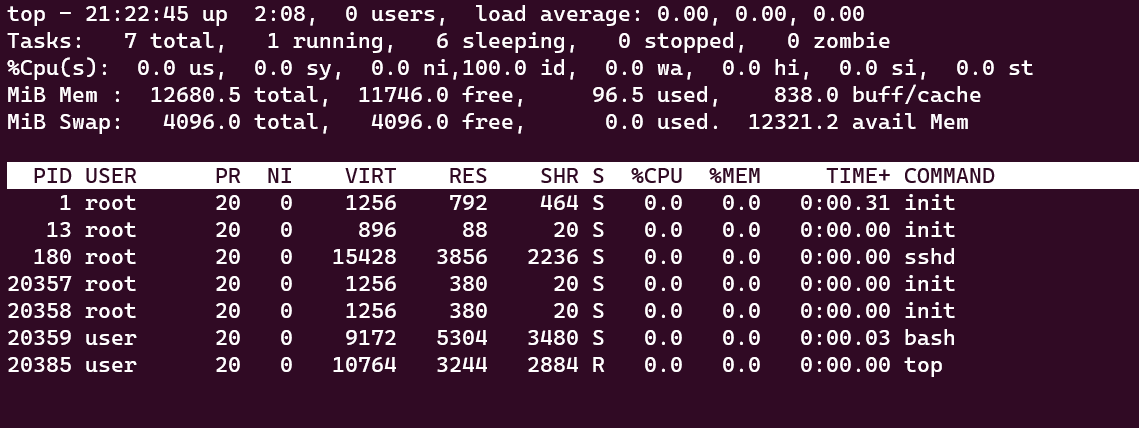 top - 21:22:45 up  2:08,  0 users,  load average: 0.00, 0.00, 0.00
Tasks:   7 total,   1 running,   6 sleeping,   0 stopped,   0 zombie
%Cpu(s):  0.0 us,  0.0 sy,  0.0 ni,100.0 id,  0.0 wa,  0.0 hi,  0.0 si,  0.0 st
MiB Mem :  12680.5 total,  11746.0 free,     96.5 used,    838.0 buff/cache
MiB Swap:   4096.0 total,   4096.0 free,      0.0 used.  12321.2 avail Mem
  PID USER      PR  NI    VIRT    RES    SHR S  %CPU  %MEM     TIME+ COMMAND
    1 root      20   0    1256    792    464 S   0.0   0.0   0:00.31 init
   13 root      20   0     896     88     20 S   0.0   0.0   0:00.00 init
  180 root      20   0   15428   3856   2236 S   0.0   0.0   0:00.00 sshd
20357 root      20   0    1256    380     20 S   0.0   0.0   0:00.00 init
20358 root      20   0    1256    380     20 S   0.0   0.0   0:00.00 init
20359 user      20   0    9172   5304   3480 S   0.0   0.0   0:00.03 bash
20385 user      20   0   10764   3244   2884 R   0.0   0.0   0:00.00 top